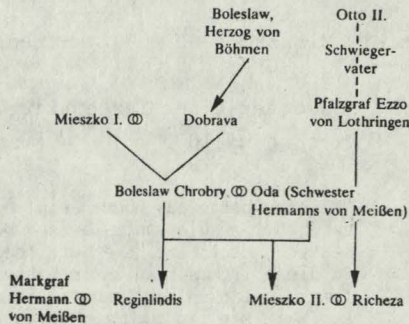 Boleslaw,
Herzog von
Böhmen
Otto II.
Schwieger-
vater
Pfalzgraf Ezzo
von Lothringen
Mieszko I. ⚭
Dobrava
Boleslaw Chrobry ⚭ Oda (Schwester
Hermanns von Meißen)
Markgraf
Hermann ⚭
von Meißen
Reginlindis
Mieszko II. ⚭ Richeza